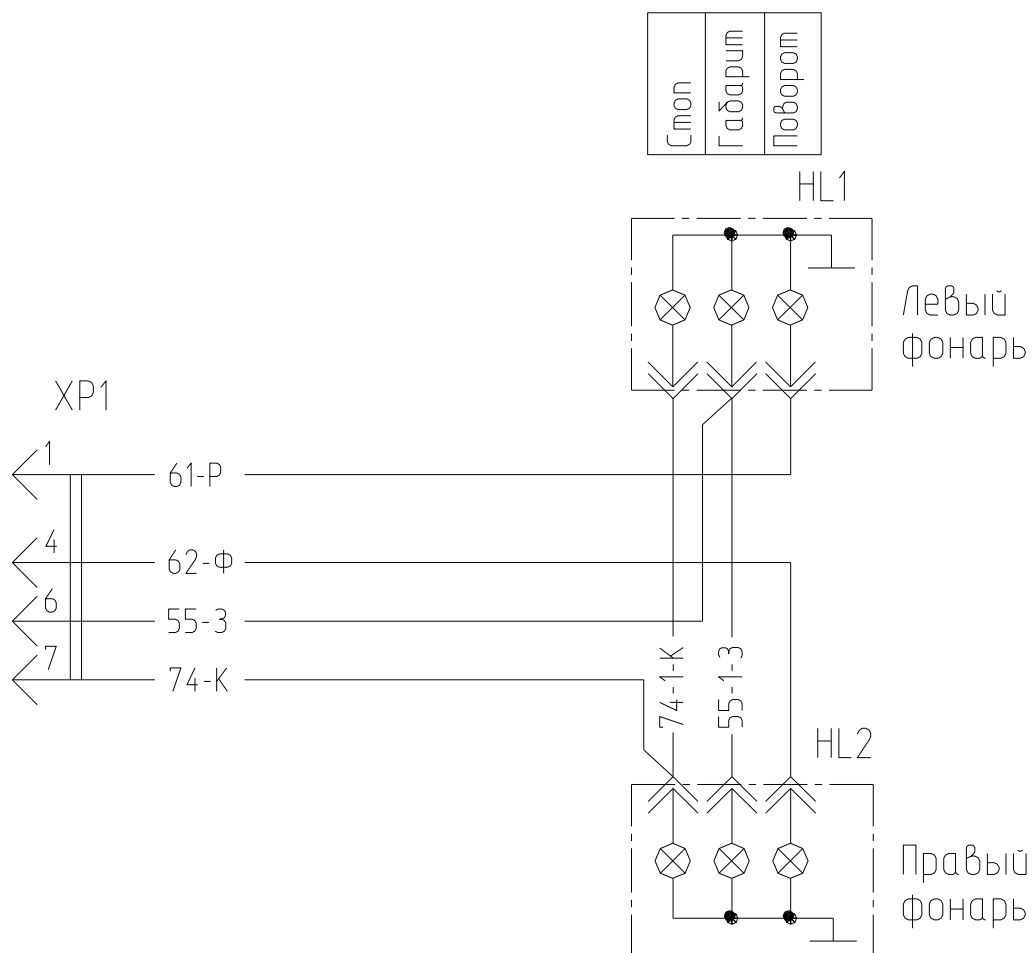 Стоп
Габарит
Поворот
HL1
Левый
фонарь
XP1
1
61-Р
4
62-Ф
6
55-З
7
74-К
74-1-К
55-1-З
HL2
Правый
фонарь